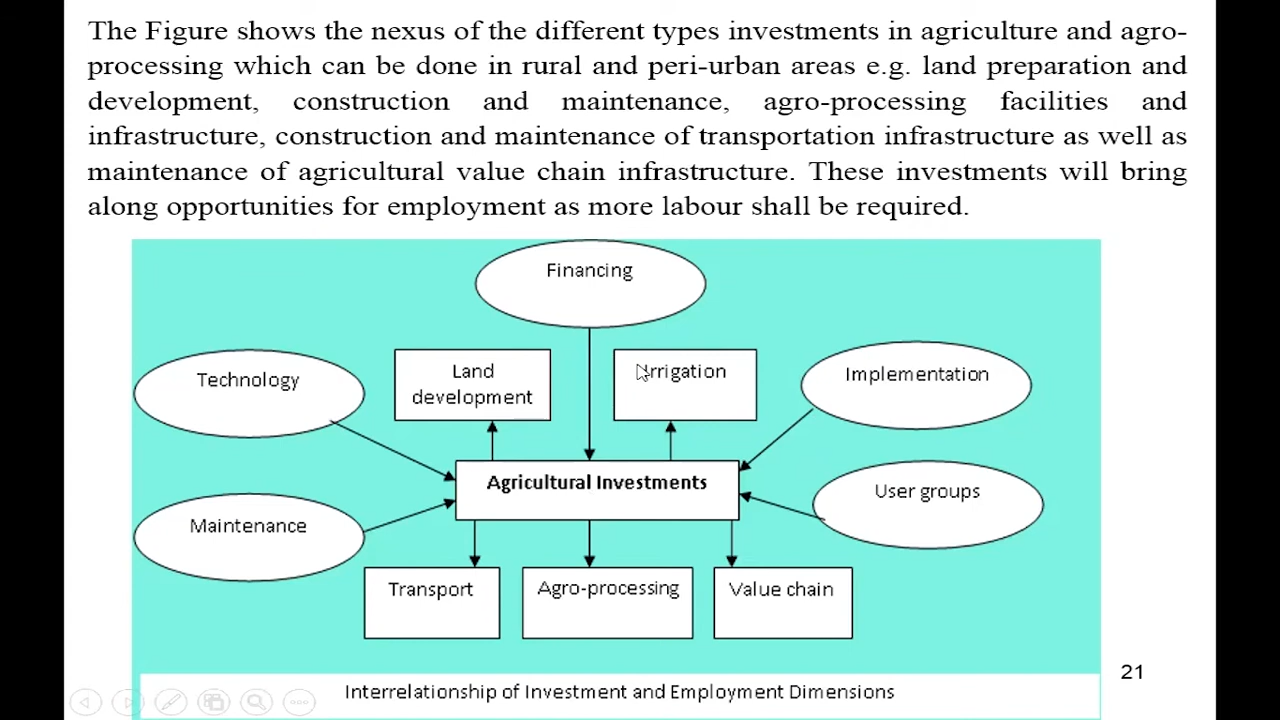 The Figure shows the nexus of the different types investments in agriculture and agro-
processing which can be done in rural and peri-urban areas e.g. land preparation and
development, construction and maintenance, agro-processing facilities and
infrastructure, construction and maintenance of transportation infrastructure as well as
maintenance of agricultural value chain infrastructure. These investments will bring
along opportunities for employment as more labour shall be required.
Financing
Technology
Land
development
Irrigation
Implementation
Agricultural Investments
User groups
Maintenance
Transport
Agro-processing
Value chain
21
Interrelationship of Investment and Employment Dimensions